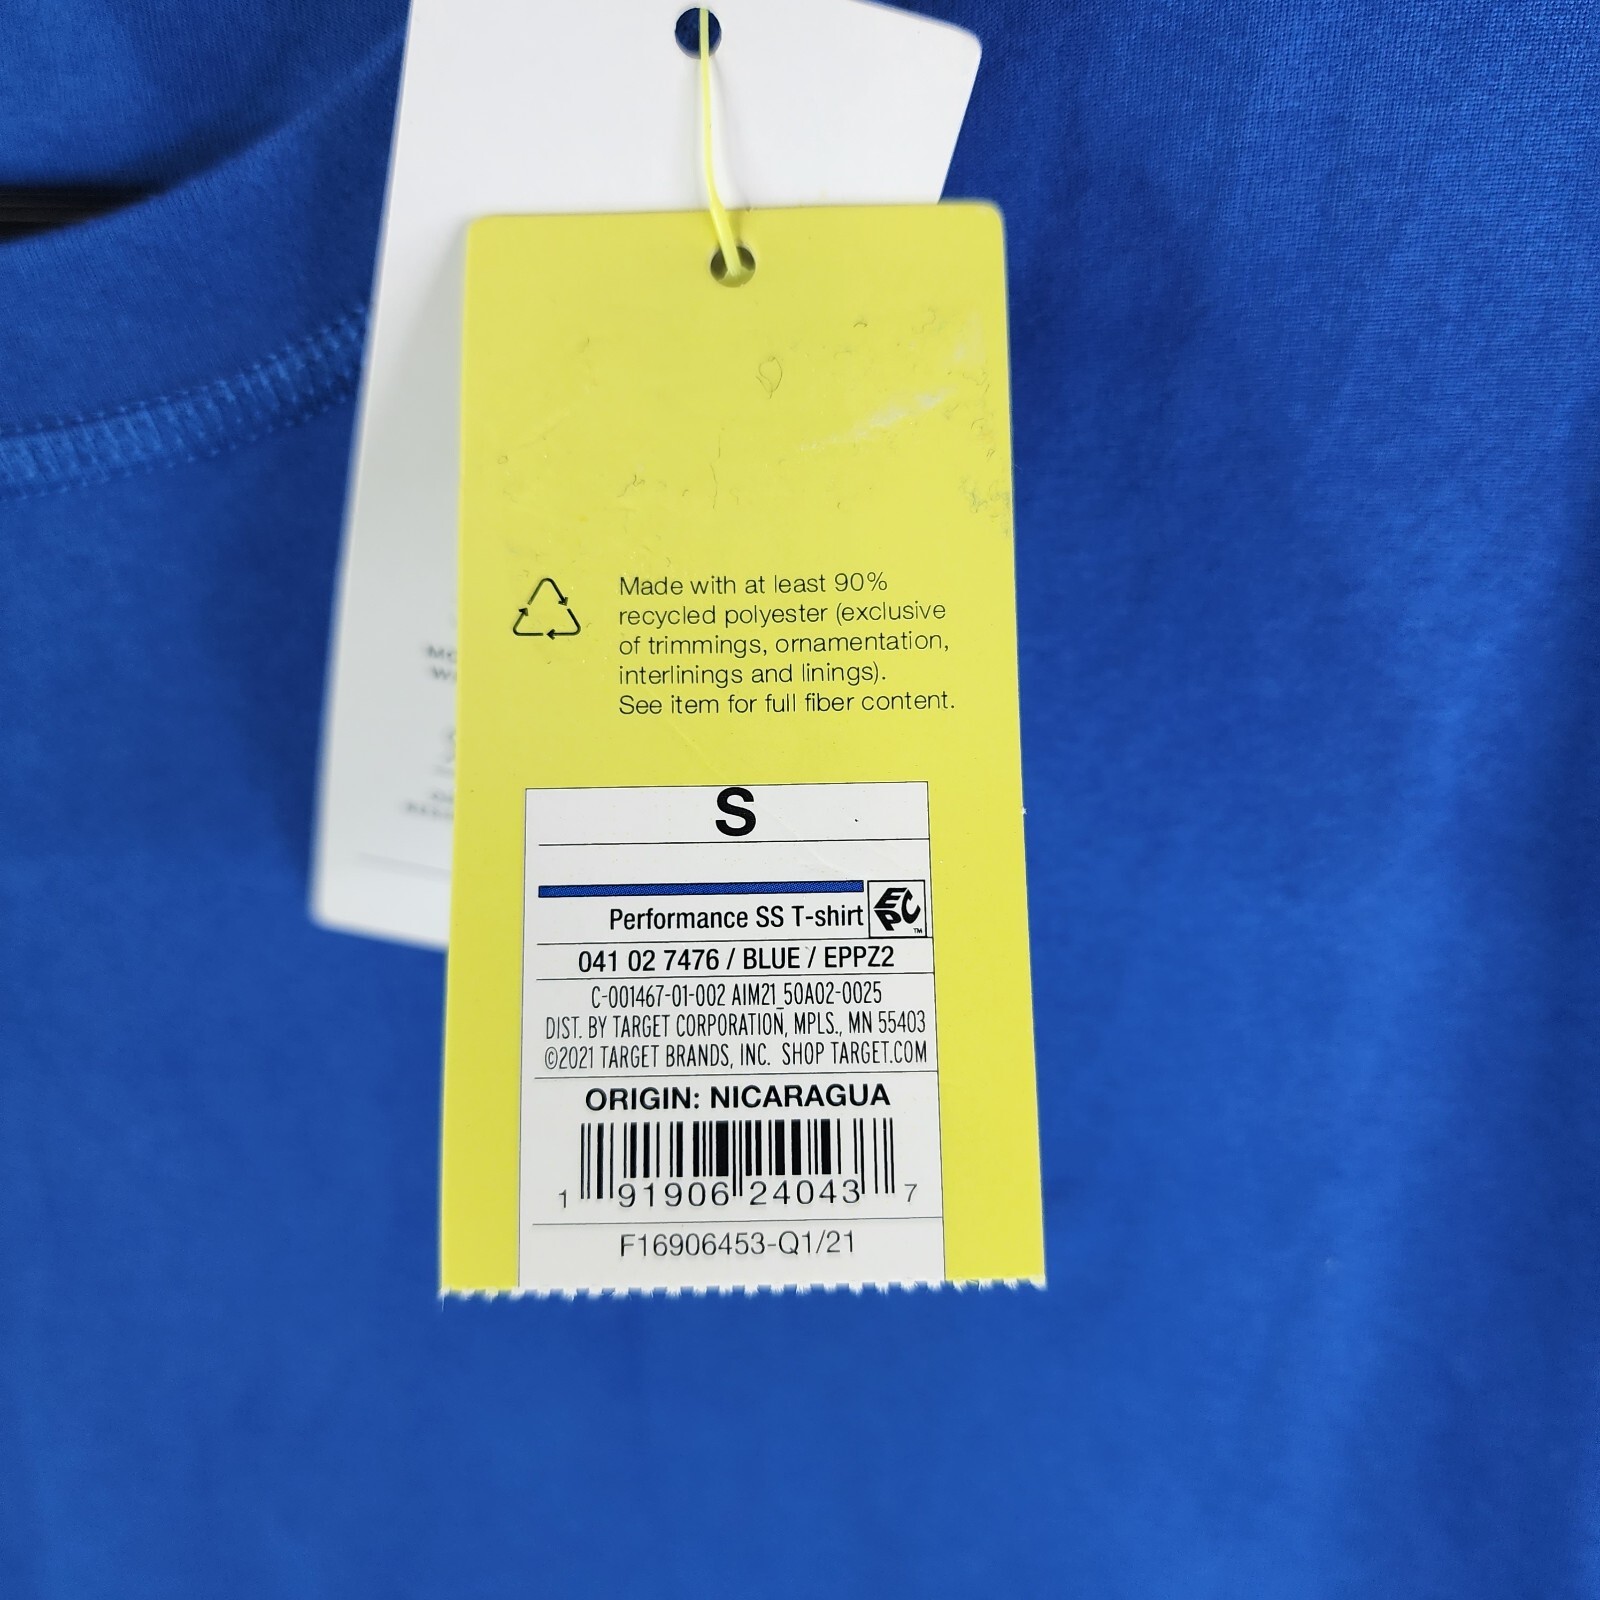 Made with at least 90%
recycled polyester (exclusive
of trimmings, ornamentation,
interlinings and linings).
See item for full fiber content.
S
Performance SS T-shirt
EPC™
041 02 7476 / BLUE / EPPZ2
C-001467-01-002 AIM21_50A02-0025
DIST. BY TARGET CORPORATION, MPLS., MN 55403
©2021 TARGET BRANDS, INC. SHOP TARGET.COM
ORIGIN: NICARAGUA
1 91906 24043 7
F16906453-Q1/21